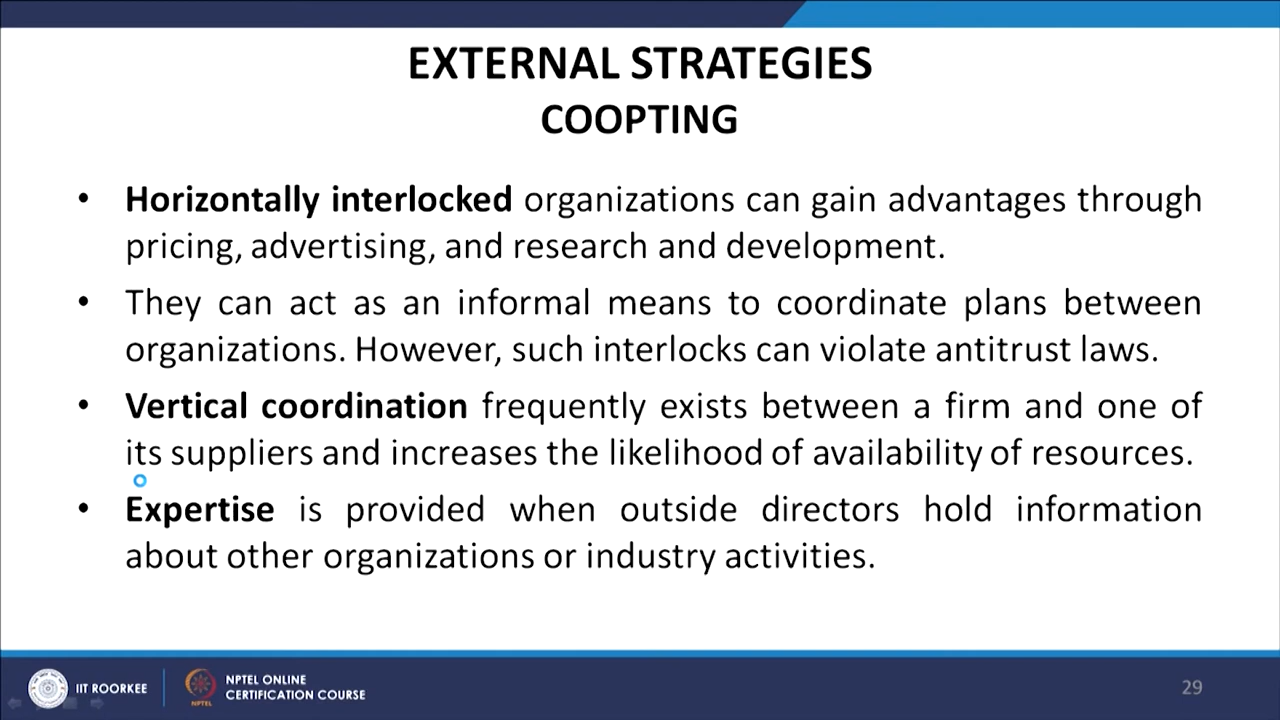 EXTERNAL STRATEGIES
COOPTING
• Horizontally interlocked organizations can gain advantages through
pricing, advertising, and research and development.
• They can act as an informal means to coordinate plans between
organizations. However, such interlocks can violate antitrust laws.
• Vertical coordination frequently exists between a firm and one of
its suppliers and increases the likelihood of availability of resources.
• Expertise is provided when outside directors hold information
about other organizations or industry activities.
IIT ROORKEE
NPTEL
NPTEL ONLINE
CERTIFICATION COURSE
29